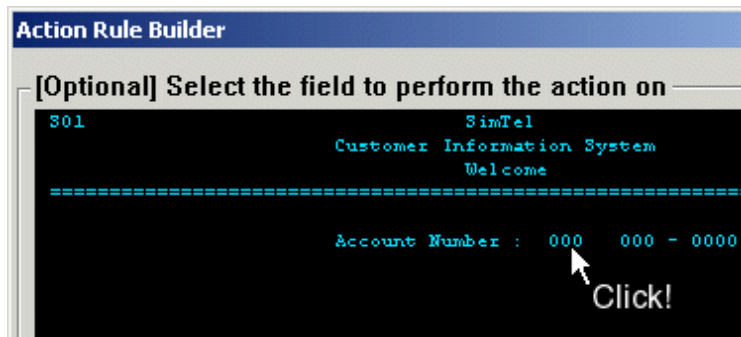 Action Rule Builder
[Optional] Select the field to perform the action on
S01 SimTel
Customer Information System
Welcome
==========================================================
Account Number : 000 000 - 0000
Click!